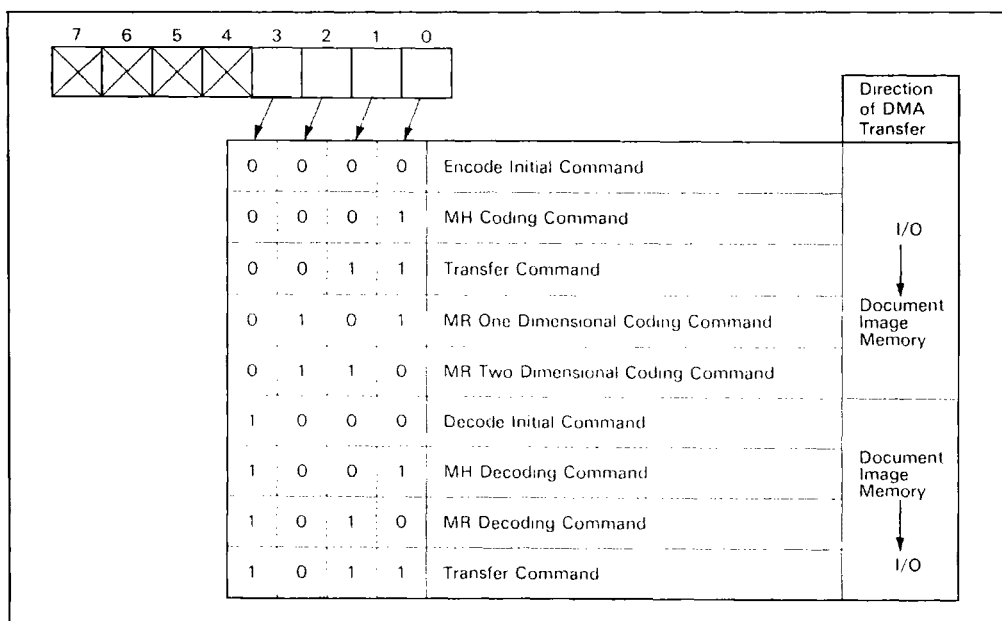 7 6 5 4 3 2 1 0
Direction
of DMA
Transfer
0 0 0 0 Encode Initial Command
0 0 0 1 MH Coding Command
0 0 1 1 Transfer Command
0 1 0 1 MR One Dimensional Coding Command
0 1 1 0 MR Two Dimensional Coding Command
I/O
Document
Image
Memory
1 0 0 0 Decode Initial Command
1 0 0 1 MH Decoding Command
1 0 1 0 MR Decoding Command
1 0 1 1 Transfer Command
Document
Image
Memory
I/O